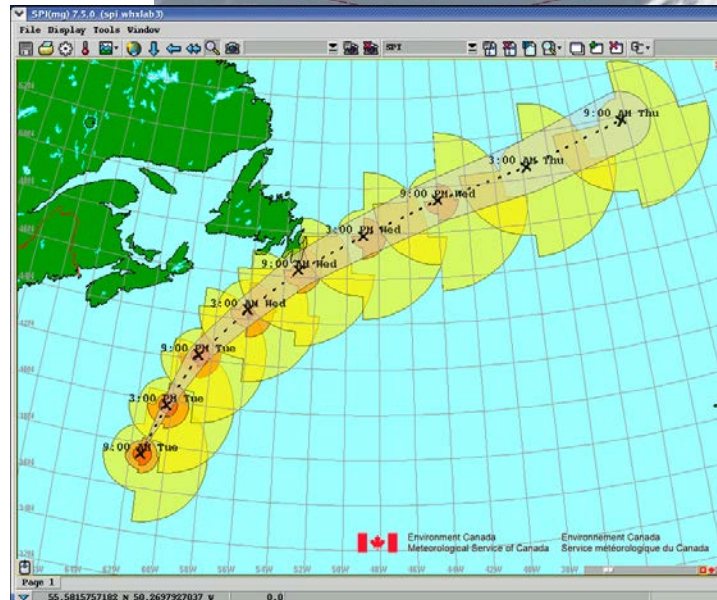 SPI(mg) 7.5.0 (spi whxlab3)
File Display Tools Window
SPI
9:00 AM Thu
3:00 AM Thu
9:00 PM Wed
3:00 PM Wed
9:00 AM Wed
3:00 AM Wed
9:00 PM Tue
3:00 PM Tue
9:00 AM Tue
Environment Canada
Meteorological Service of Canada
Environnement Canada
Service météorologique du Canada
Page 1
55.5815757182 N 50.2697927037 W 0.0